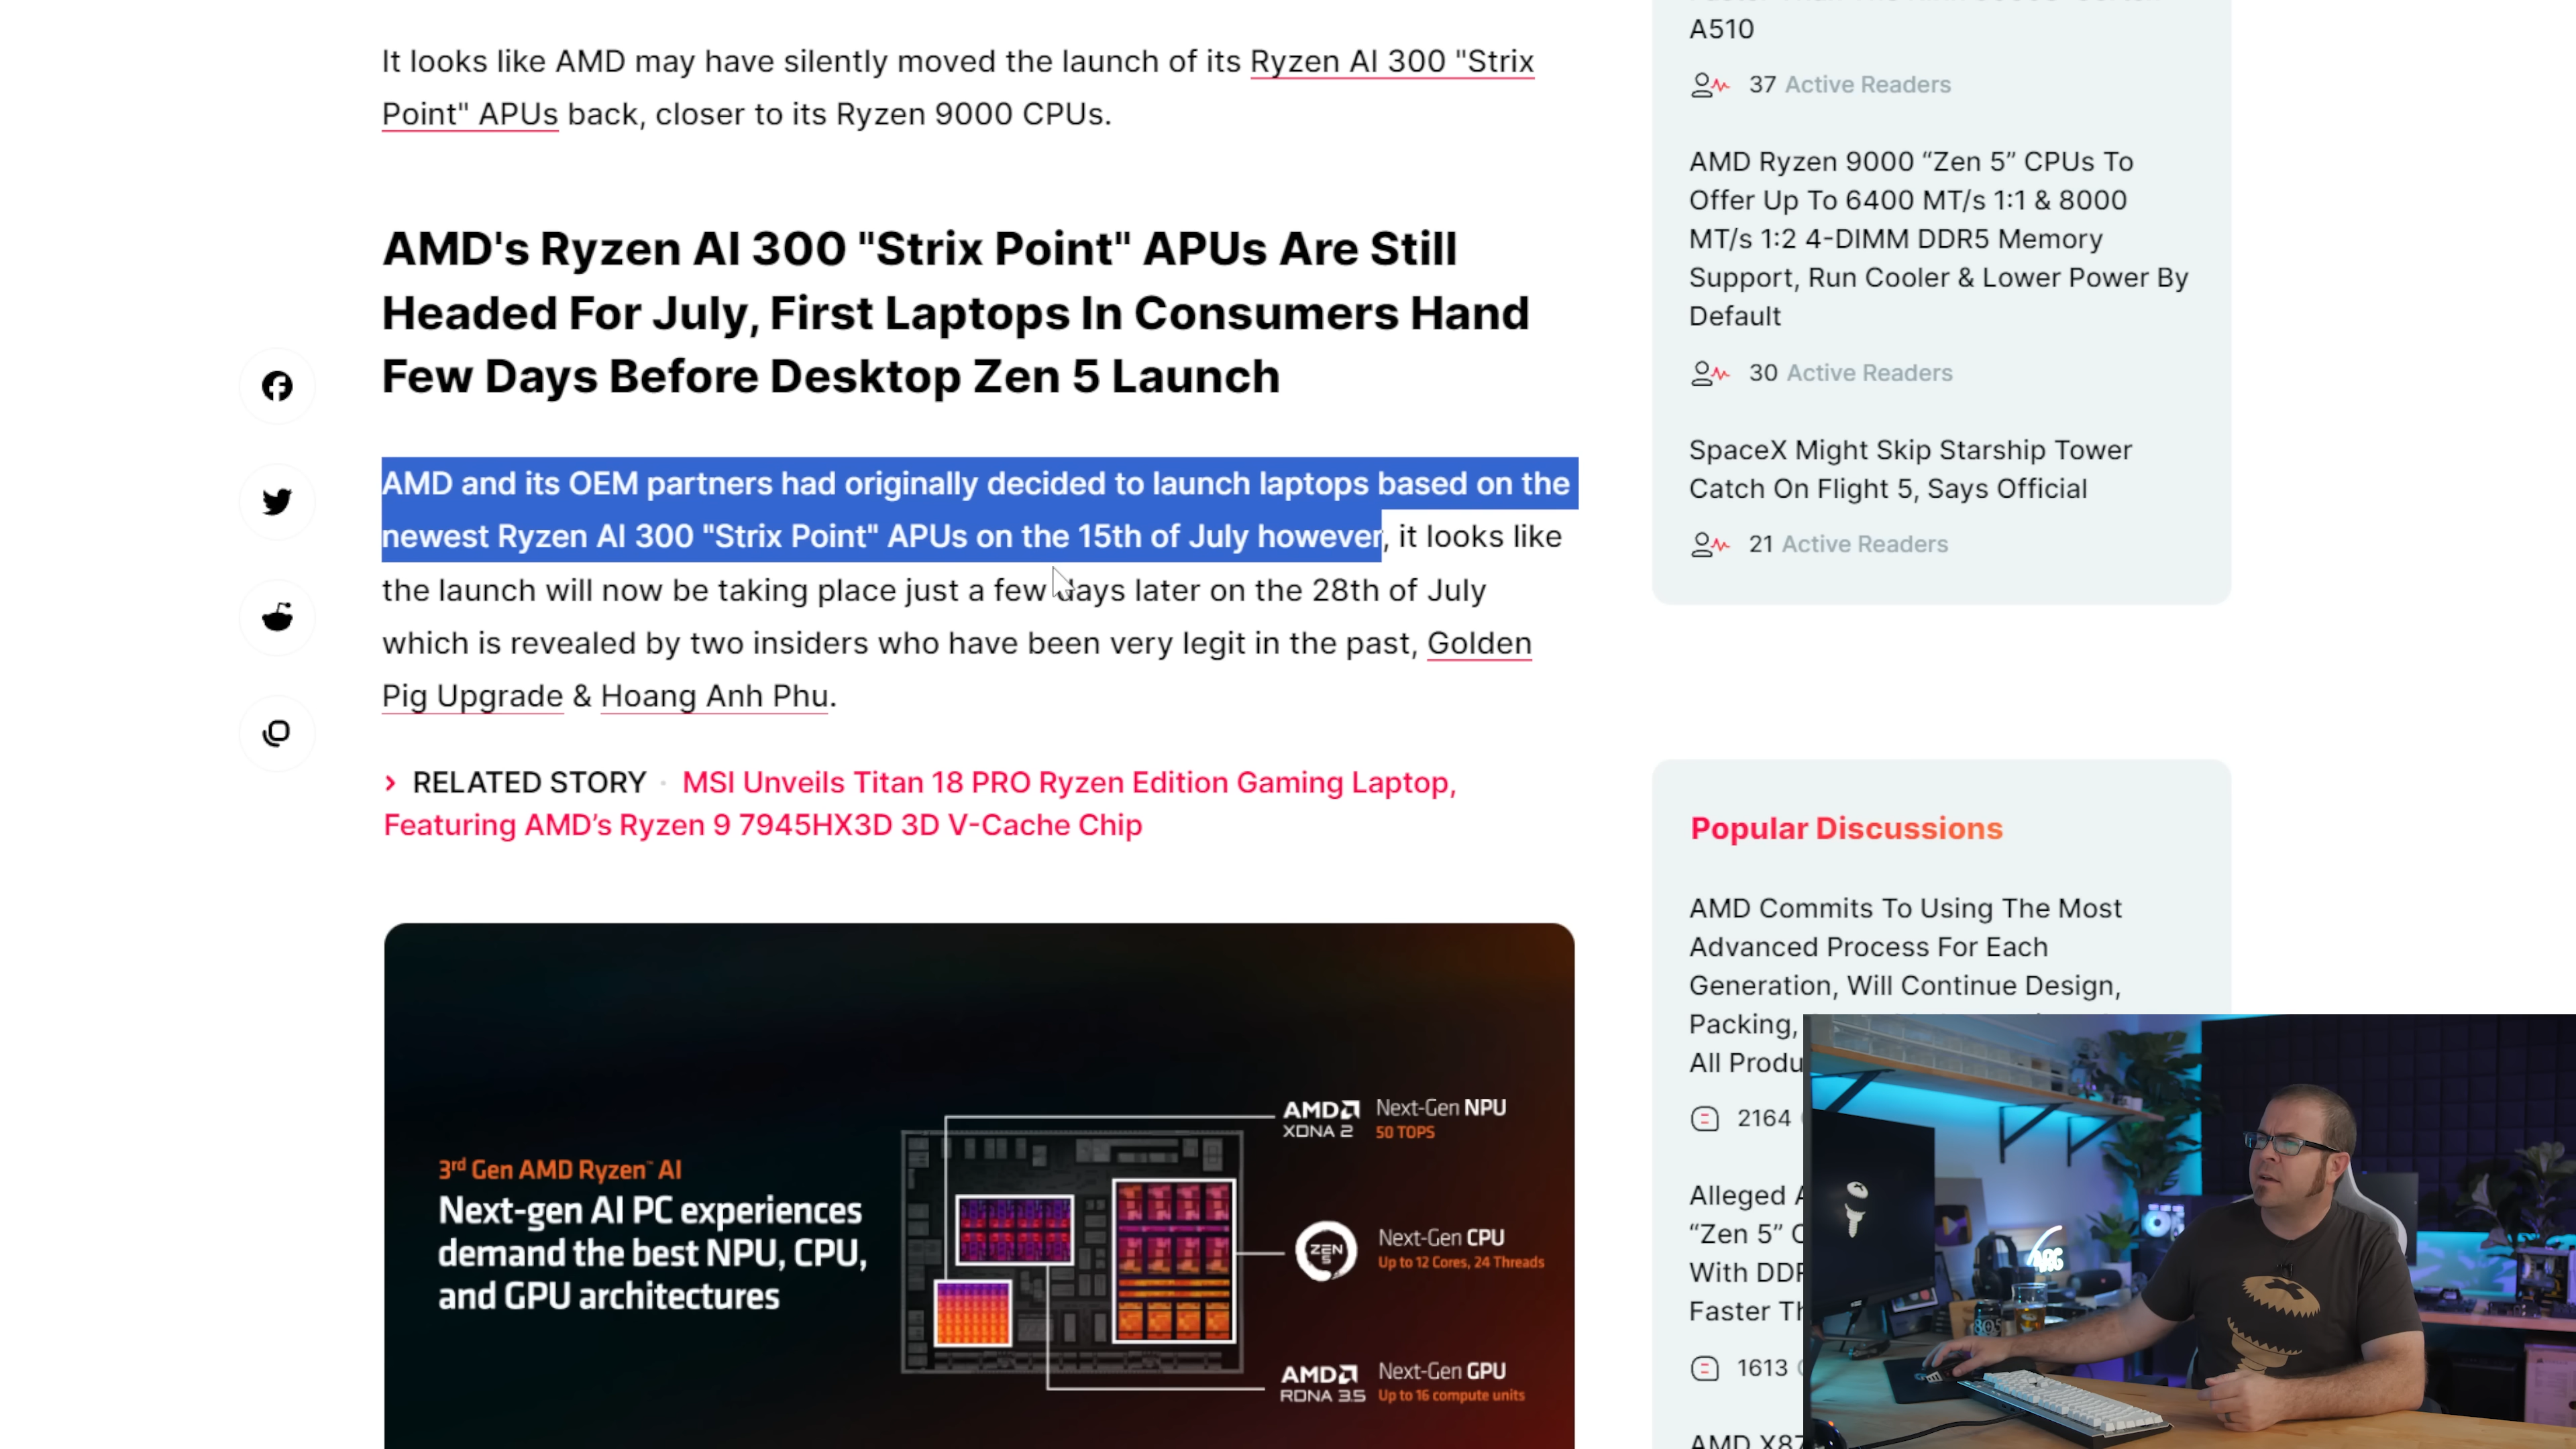 It looks like AMD may have silently moved the launch of its Ryzen AI 300 "Strix
Point" APUs back, closer to its Ryzen 9000 CPUs.
AMD's Ryzen AI 300 "Strix Point" APUs Are Still
Headed For July, First Laptops In Consumers Hand
Few Days Before Desktop Zen 5 Launch
AMD and its OEM partners had originally decided to launch laptops based on the
newest Ryzen AI 300 "Strix Point" APUs on the 15th of July however, it looks like
the launch will now be taking place just a few days later on the 28th of July
which is revealed by two insiders who have been very legit in the past, Golden
Pig Upgrade & Hoang Anh Phu.
RELATED STORY · MSI Unveils Titan 18 PRO Ryzen Edition Gaming Laptop,
Featuring AMD’s Ryzen 9 7945HX3D 3D V-Cache Chip
3rd Gen AMD Ryzen™ AI
Next-gen AI PC experiences
demand the best NPU, CPU,
and GPU architectures
AMD XDNA 2
Next-Gen NPU
50 TOPS
ZEN 5
Next-Gen CPU
Up to 12 Cores, 24 Threads
AMD RDNA 3.5
Next-Gen GPU
Up to 16 compute units
A510
37 Active Readers
AMD Ryzen 9000 “Zen 5” CPUs To
Offer Up To 6400 MT/s 1:1 & 8000
MT/s 1:2 4-DIMM DDR5 Memory
Support, Run Cooler & Lower Power By
Default
30 Active Readers
SpaceX Might Skip Starship Tower
Catch On Flight 5, Says Official
21 Active Readers
Popular Discussions
AMD Commits To Using The Most
Advanced Process For Each
Generation, Will Continue Design,
Packing,
All Produ
2164
Alleged A
“Zen 5” C
With DDR
Faster Th
1613
AMD X87